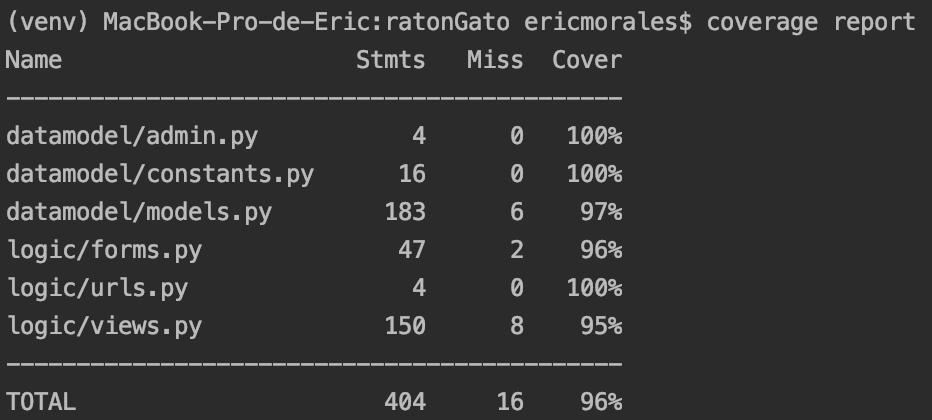 (venv) MacBook-Pro-de-Eric:ratonGato ericmorales$ coverage report
Name                     Stmts   Miss  Cover
--------------------------------------------
datamodel/admin.py           4      0   100%
datamodel/constants.py      16      0   100%
datamodel/models.py        183      6    97%
logic/forms.py              47      2    96%
logic/urls.py                4      0   100%
logic/views.py             150      8    95%
--------------------------------------------
TOTAL                      404     16    96%